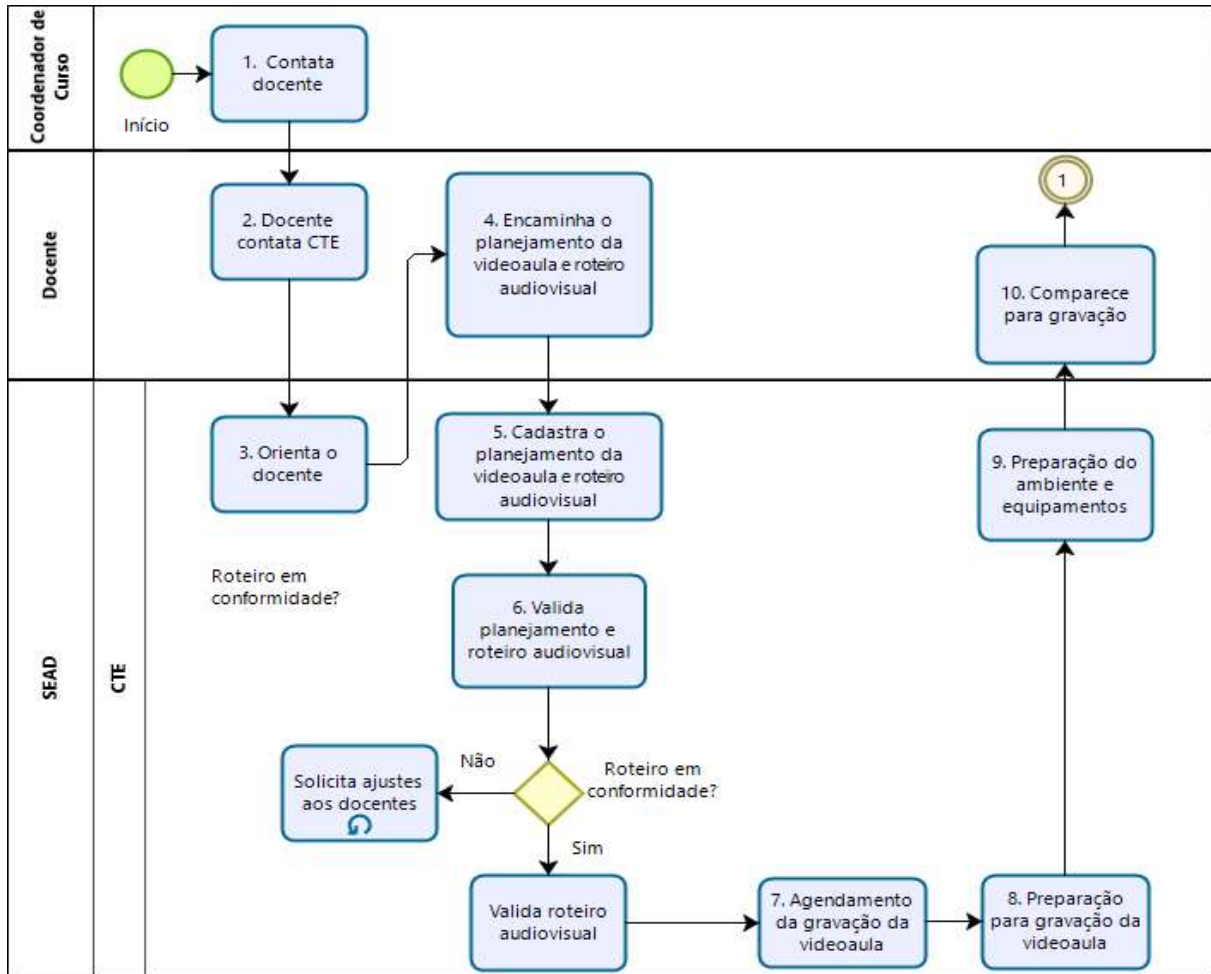 Coordenador de
Curso
Início
1. Contata
docente
Docente
2. Docente
contata CTE
4. Encaminha o
planejamento da
videoaula e roteiro
audiovisual
1
10. Comparece
para gravação
SEAD
CTE
3. Orienta o
docente
5. Cadastra o
planejamento da
videoaula e roteiro
audiovisual
9. Preparação do
ambiente e
equipamentos
Roteiro em
conformidade?
6. Valida
planejamento e
roteiro audiovisual
Não
Solicita ajustes
aos docentes
Roteiro em
conformidade?
Sim
Valida roteiro
audiovisual
7. Agendamento
da gravação da
videoaula
8. Preparação
para gravação da
videoaula